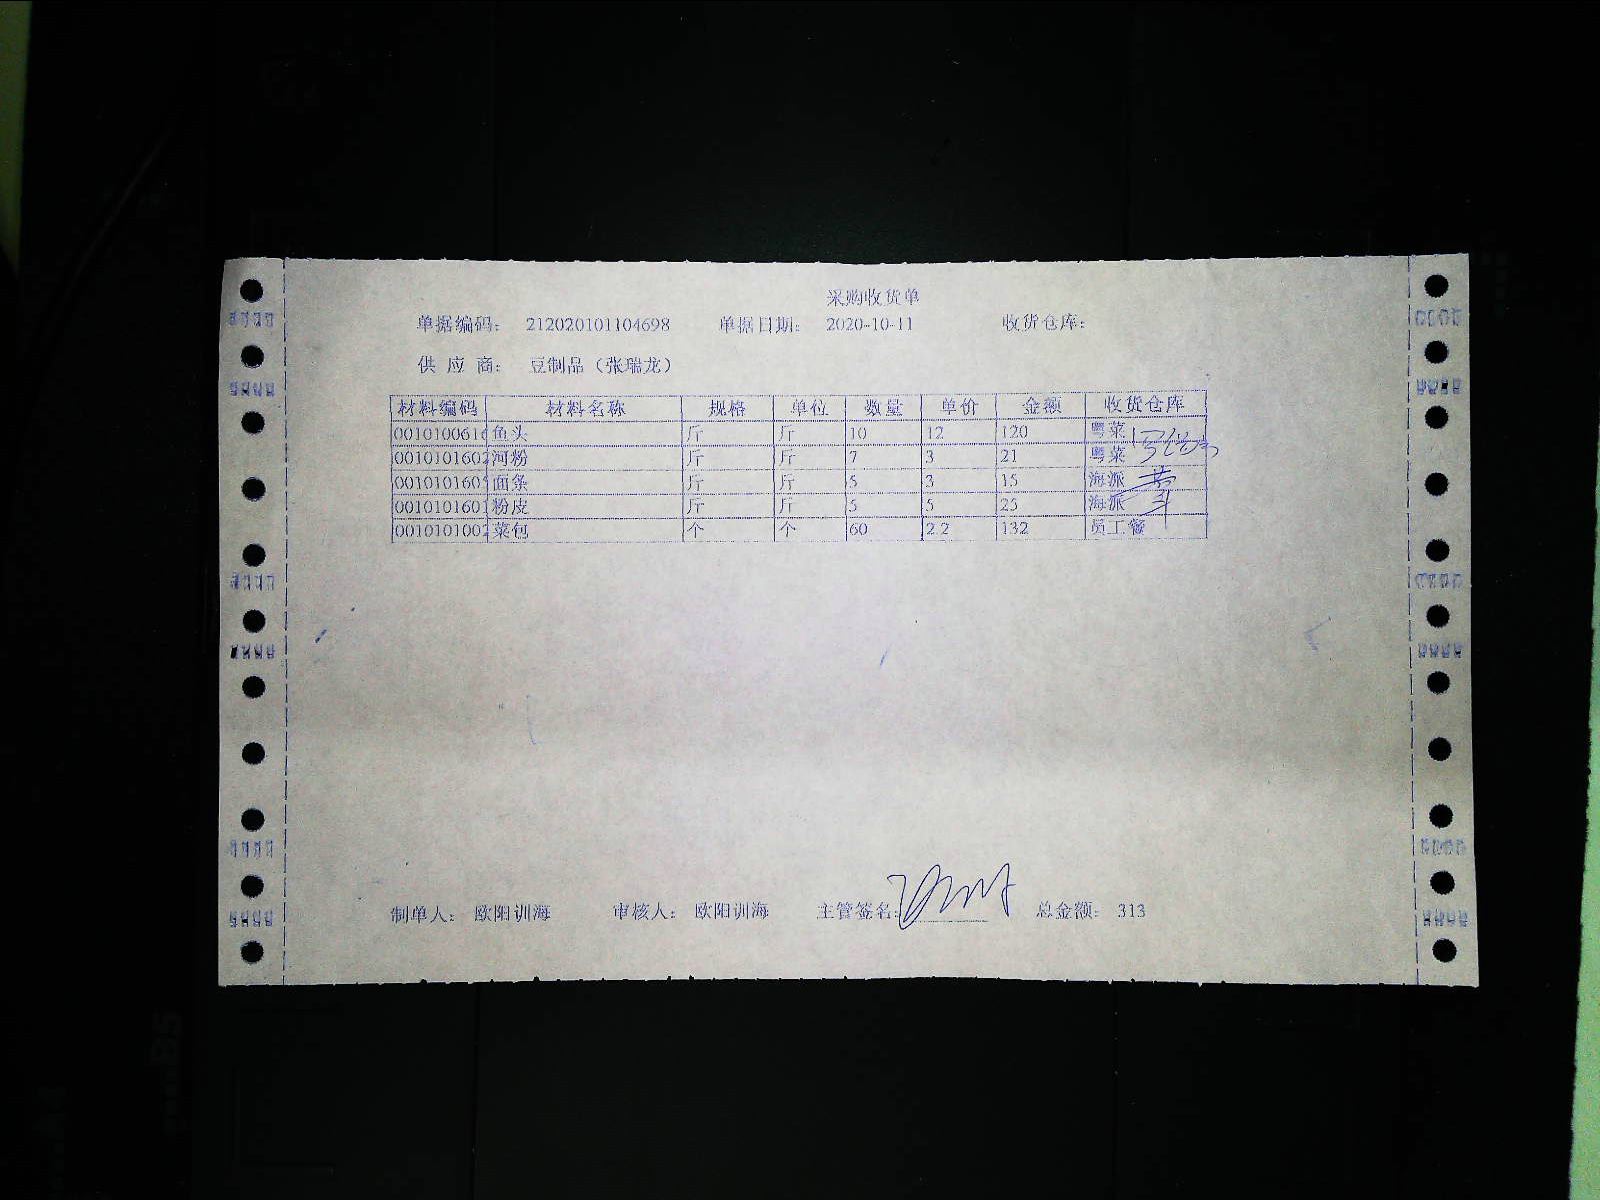 采购收货单
单据编码： 212020101104698 单据日期： 2020-10-11 收货仓库：
供 应 商： 豆制品（张瑞龙）
材料编码 材料名称 规格 单位 数量 单价 金额 收货仓库
001010061 鱼头 斤 斤 10 12 120 粤菜
001010160 河粉 斤 斤 7 3 21 粤菜
001010160 面条 斤 斤 5 3 15 海派
001010160 粉皮 斤 斤 5 5 25 海派
001010100 菜包 个 个 60 2.2 132 员工餐
制单人： 欧阳训海 审核人： 欧阳训海 主管签名： 总金额： 313